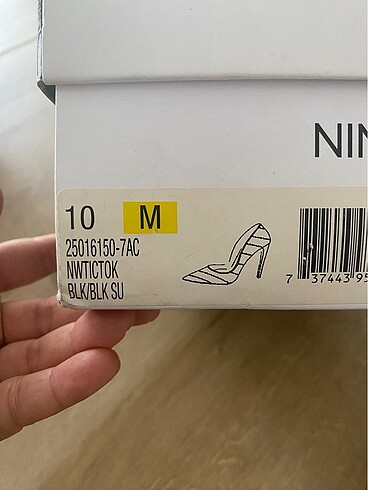 NIN
10 M
25016150-7AC
NWTICTOK
BLK/BLK SU
7 37443 95